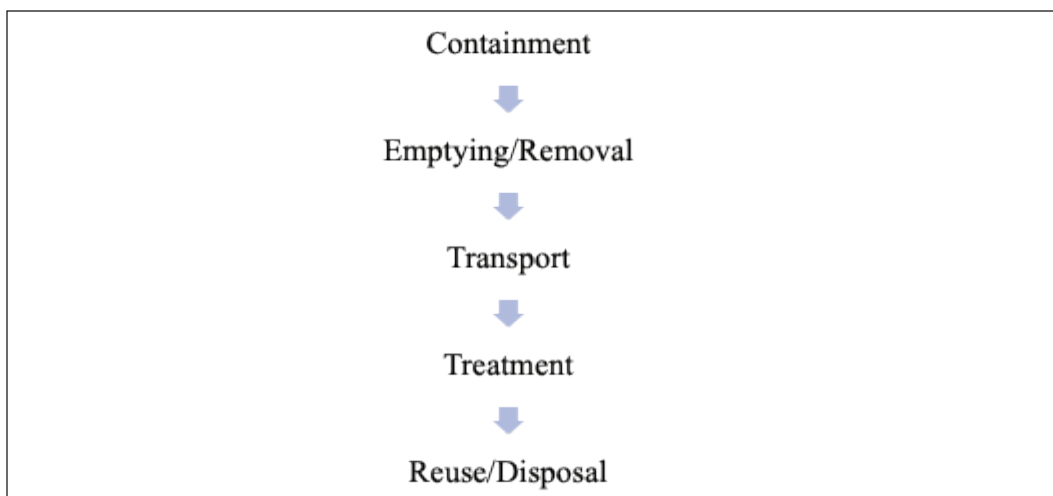 Containment
Emptying/Removal
Transport
Treatment
Reuse/Disposal